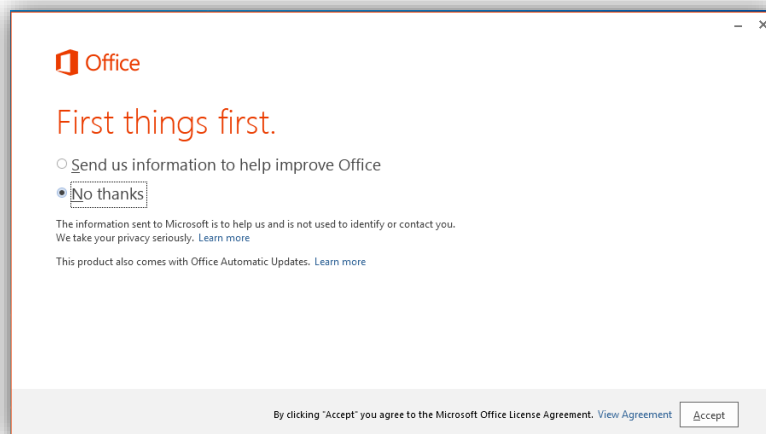 Office
First things first.
Send us information to help improve Office
No thanks
The information sent to Microsoft is to help us and is not used to identify or contact you.
We take your privacy seriously. Learn more
This product also comes with Office Automatic Updates. Learn more
By clicking "Accept" you agree to the Microsoft Office License Agreement. View Agreement Accept